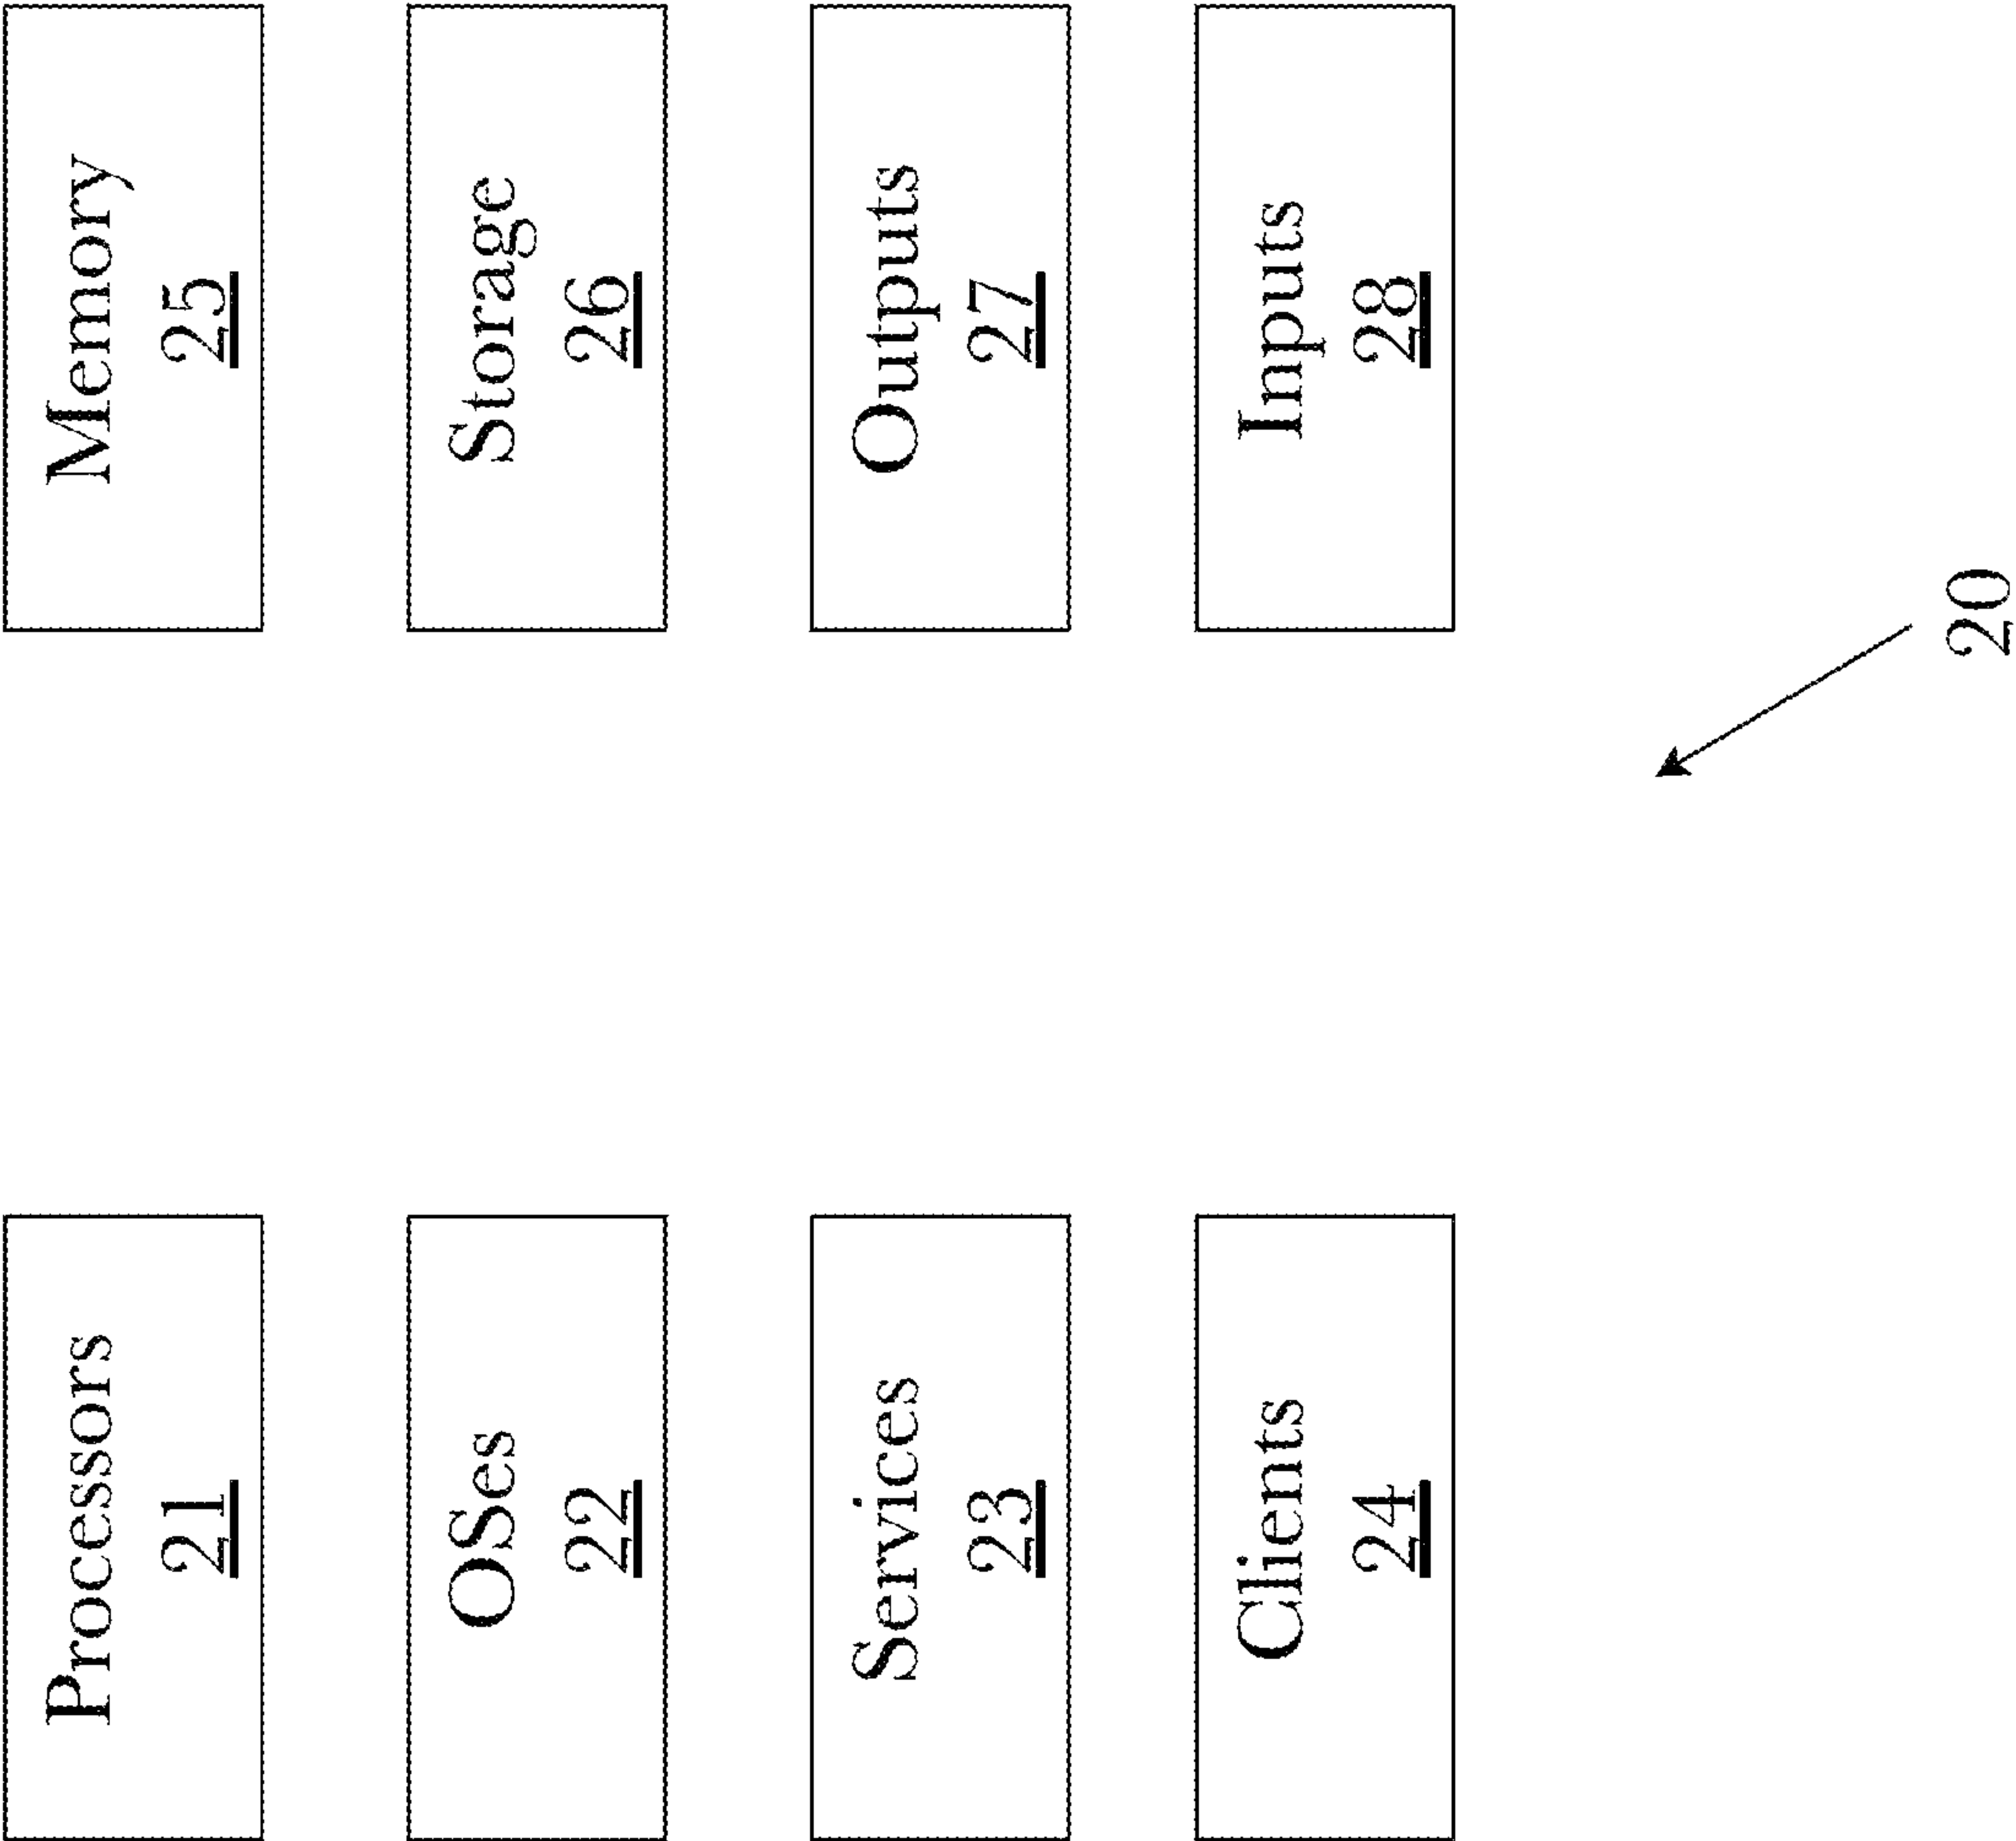 Processors
21
Memory
25
OSes
22
Storage
26
Services
23
Outputs
27
Clients
24
Inputs
28
20